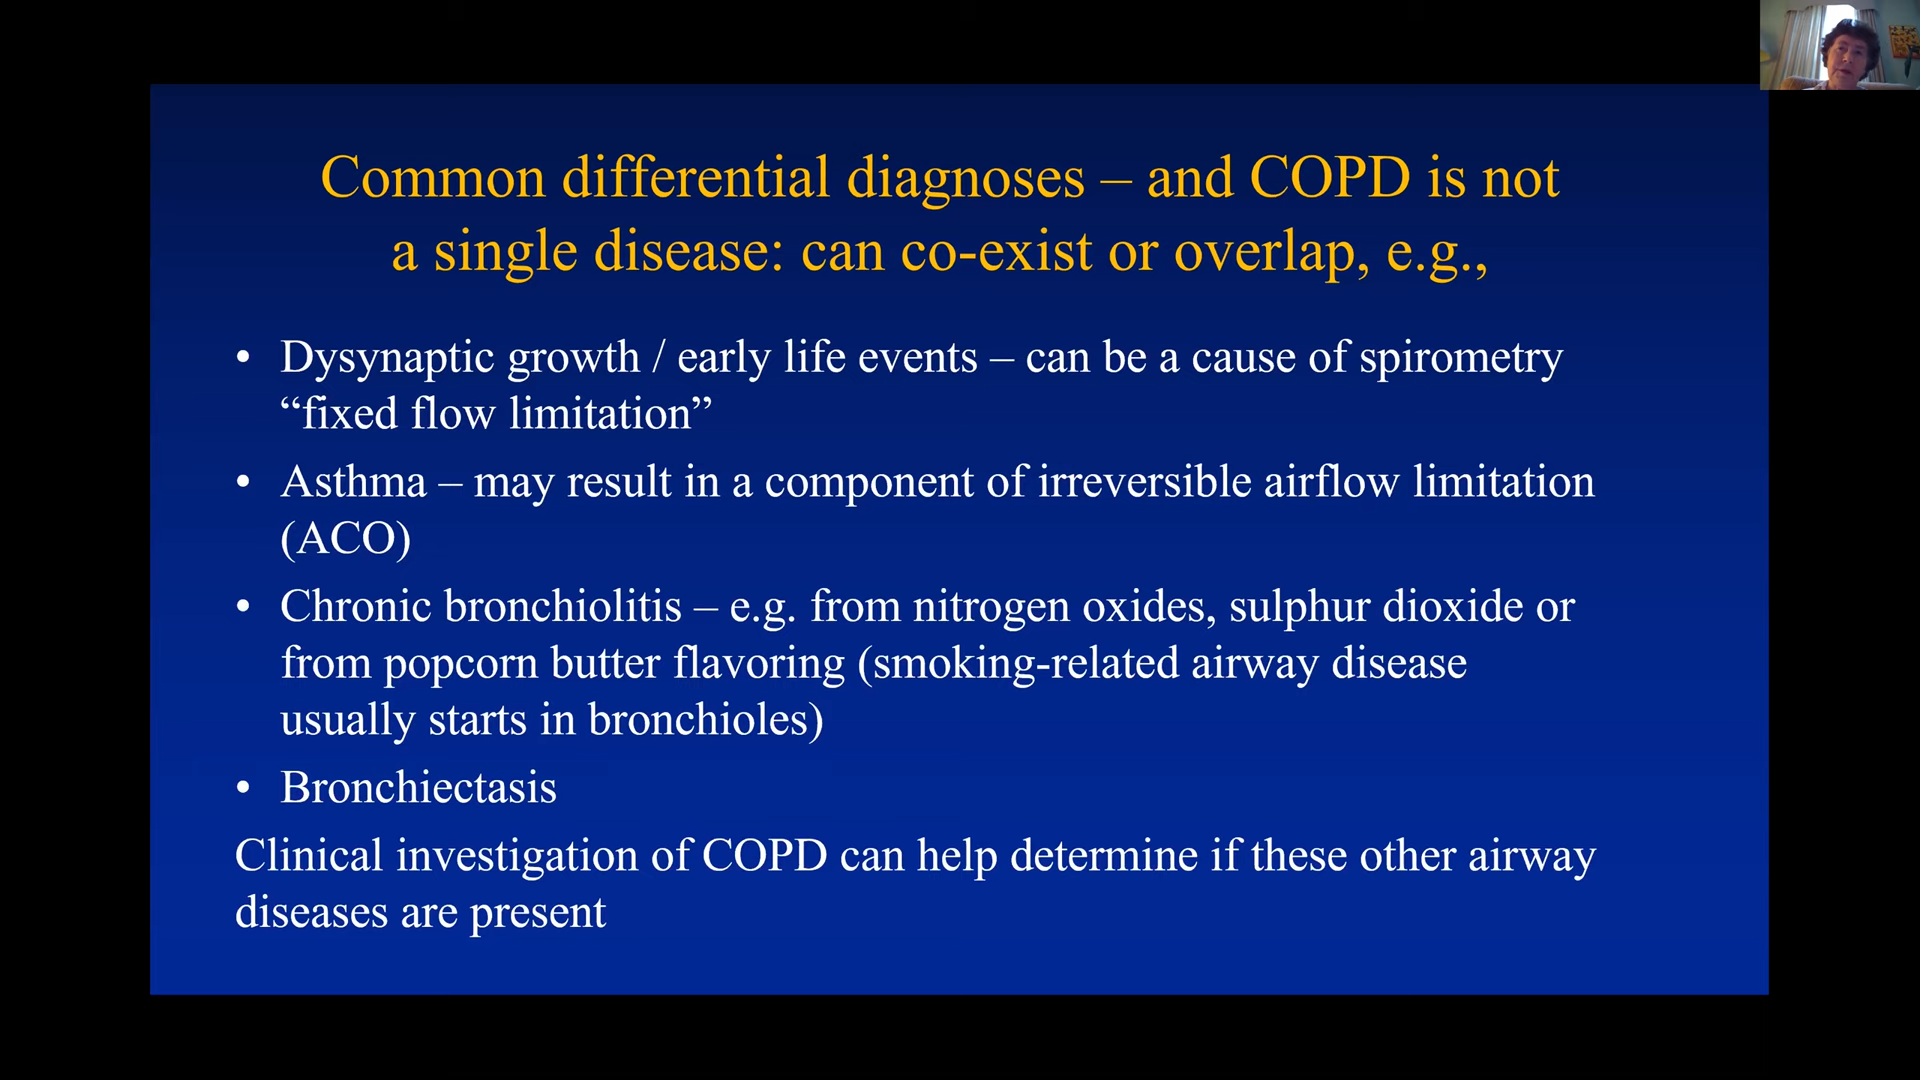 Common differential diagnoses – and COPD is not
a single disease: can co-exist or overlap, e.g.,
• Dysynaptic growth / early life events – can be a cause of spirometry
“fixed flow limitation”
• Asthma – may result in a component of irreversible airflow limitation
(ACO)
• Chronic bronchiolitis – e.g. from nitrogen oxides, sulphur dioxide or
from popcorn butter flavoring (smoking-related airway disease
usually starts in bronchioles)
• Bronchiectasis
Clinical investigation of COPD can help determine if these other airway
diseases are present